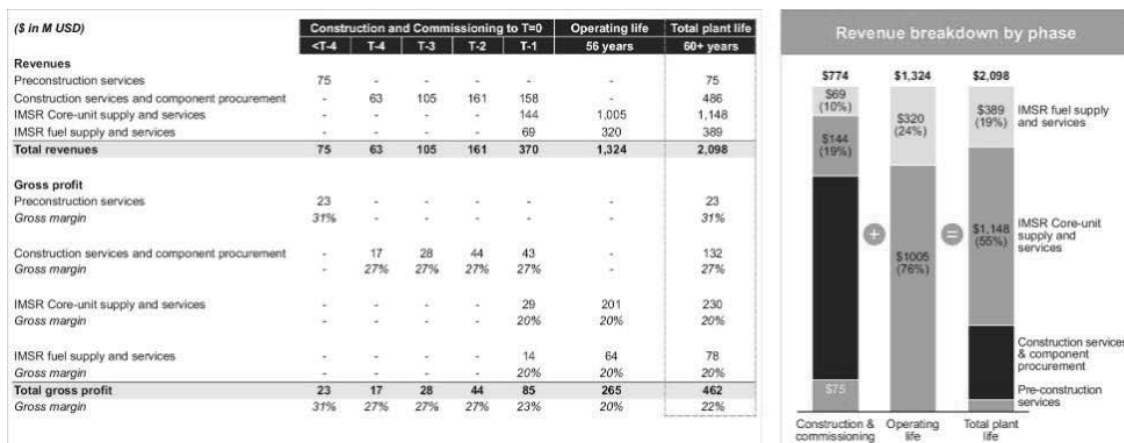 ($ in M USD) Construction and Commissioning to T=0 Operating life Total plant life
<T-4 T-4 T-3 T-2 T-1 56 years 60+ years
Revenues
Preconstruction services 75 - - - - - 75
Construction services and component procurement - 63 105 161 158 - 486
IMSR Core-unit supply and services - - - - 144 1,005 1,148
IMSR fuel supply and services - - - - 69 320 389
Total revenues 75 63 105 161 370 1,324 2,098
Gross profit
Preconstruction services 23 - - - - - 23
Gross margin 31% - - - - - 31%
Construction services and component procurement - 17 28 44 43 - 132
Gross margin - 27% 27% 27% 27% - 27%
IMSR Core-unit supply and services - - - - 29 201 230
Gross margin - - - - 20% 20% 20%
IMSR fuel supply and services - - - - 14 64 78
Gross margin - - - - 20% 20% 20%
Total gross profit 23 17 28 44 85 265 462
Gross margin 31% 27% 27% 27% 23% 20% 22%
Revenue breakdown by phase
$774 $1,324 $2,098
$69
(10%)
$144
(19%)
$75
Construction &
commissioning
+
$320
(24%)
$1005
(76%)
Operating
life
=
$389
(19%)
$1,148
(55%)
Total plant
life
IMSR fuel supply
and services
IMSR Core-unit
supply and
services
Construction services
& component
procurement
Pre-construction
services